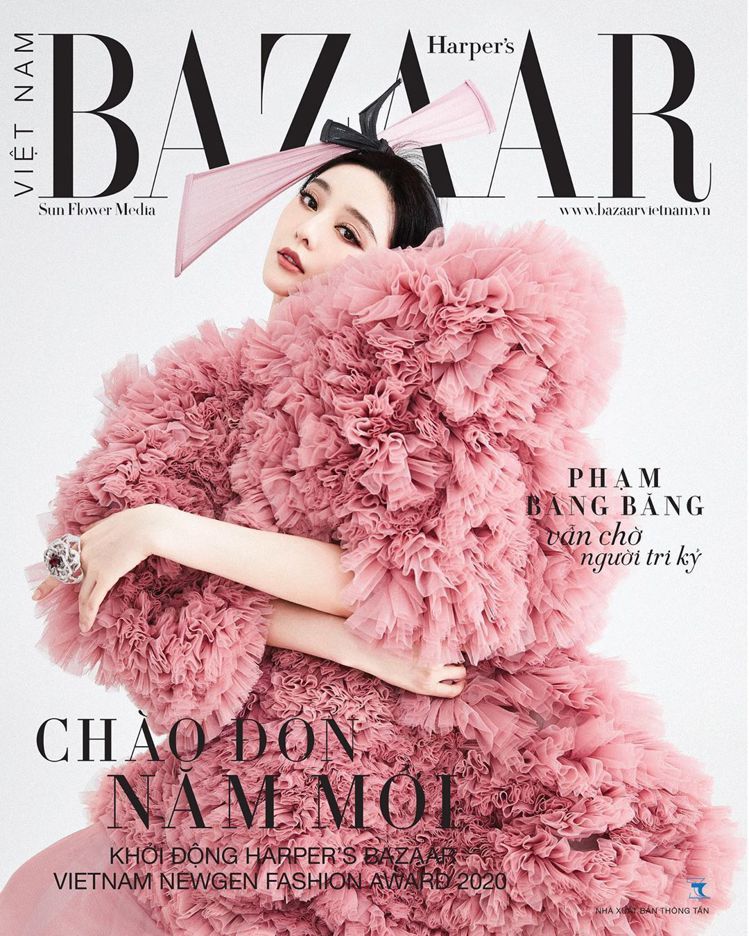 VIỆT NAM
Harper's
BAZAAR
Sun Flower Media
www.bazaarvietnam.vn
PHẠM
BĂNG BĂNG
vẫn chờ
người tri kỷ
CHÀO ĐÓN
NĂM MỚI
KHỞI ĐỘNG HARPER'S BAZAAR
VIETNAM NEWGEN FASHION AWARD 2020
NHÀ XUẤT BẢN THÔNG TẤN